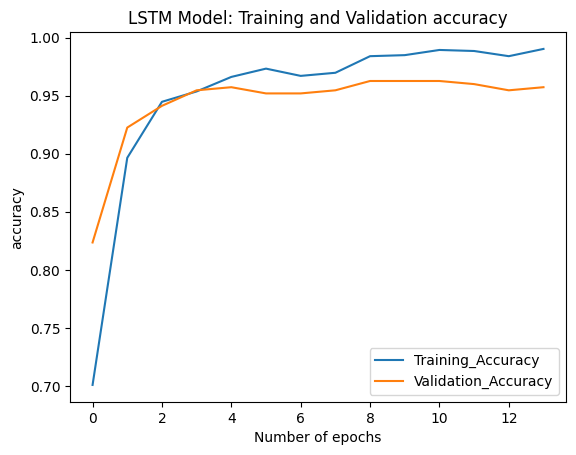 LSTM Model: Training and Validation accuracy
1.00
0.95
0.90
0.85
0.80
0.75
0.70
accuracy
0 2 4 6 8 10 12
Number of epochs
Training_Accuracy
Validation_Accuracy